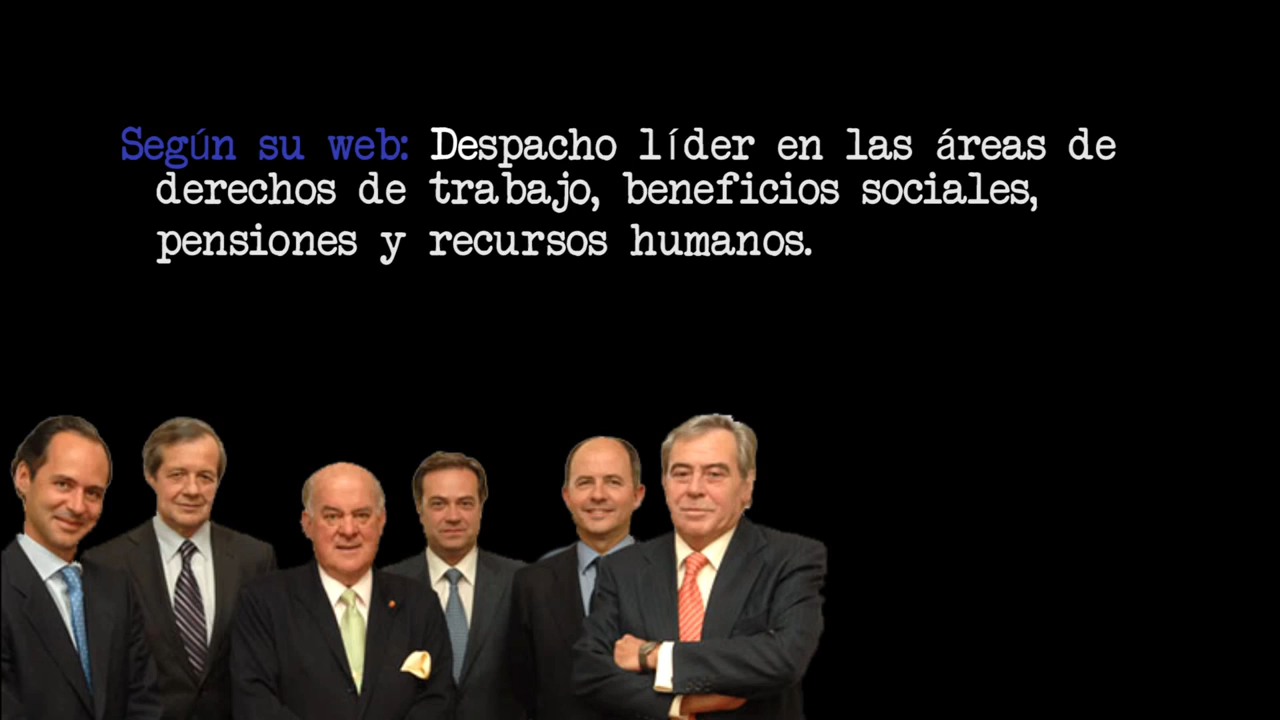 Según su web: Despacho líder en las áreas de
derechos de trabajo, beneficios sociales,
pensiones y recursos humanos.